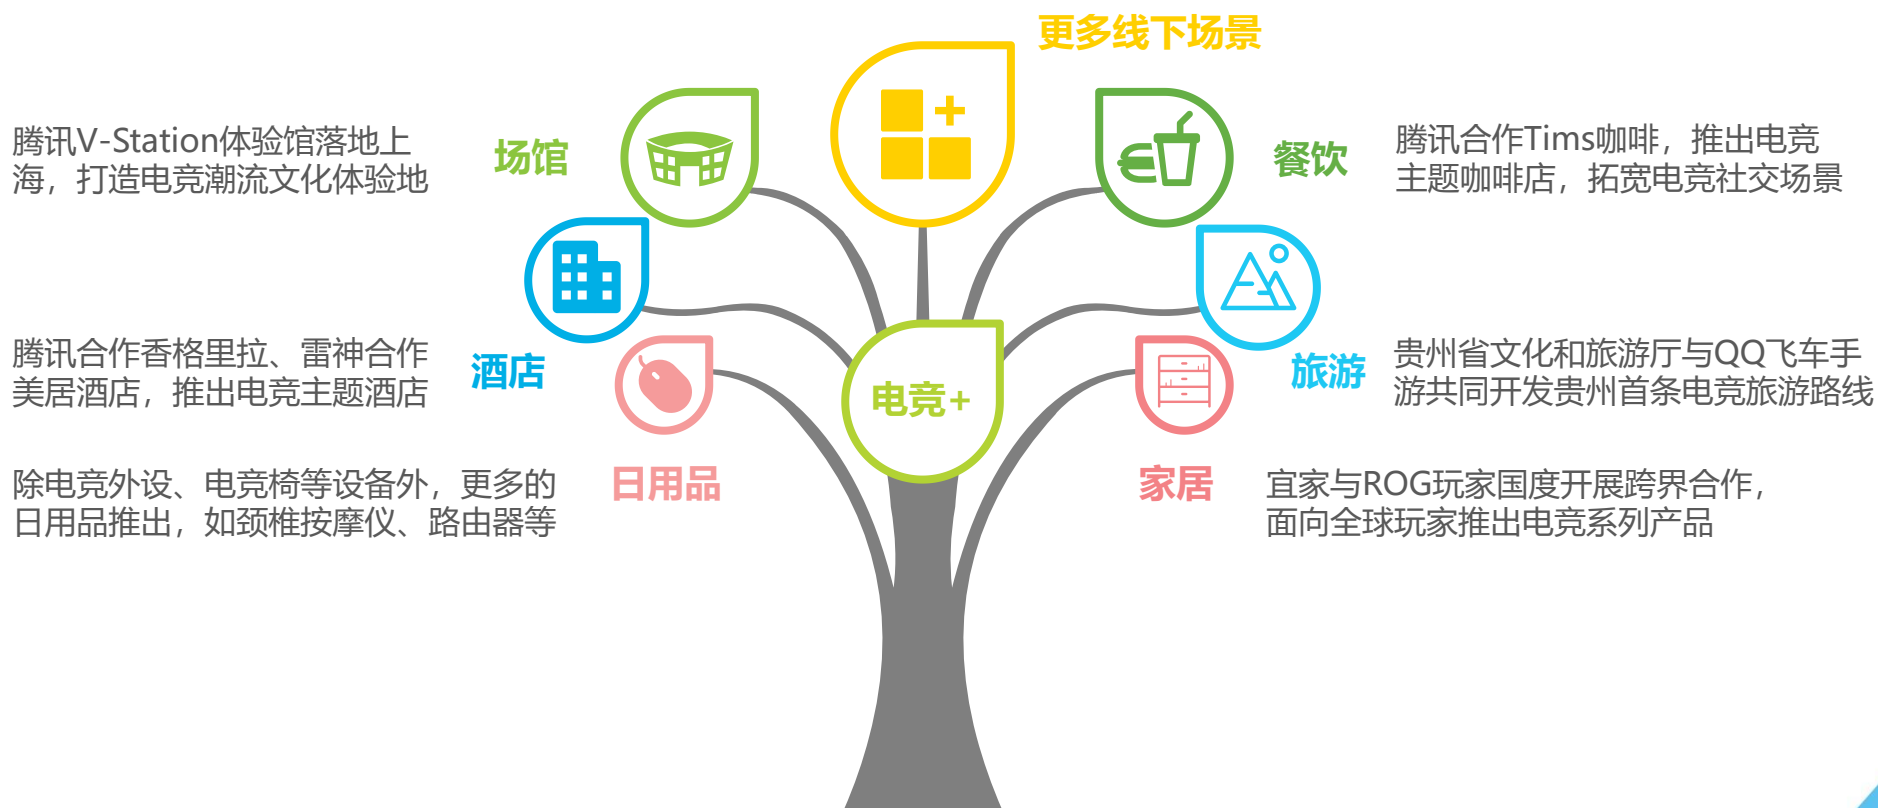 更多线下场景
腾讯V-Station体验馆落地上
海，打造电竞潮流文化体验地
场馆
餐饮
腾讯合作Tims咖啡，推出电竞
主题咖啡店，拓宽电竞社交场景
腾讯合作香格里拉、雷神合作
美居酒店，推出电竞主题酒店
酒店
电竞+
旅游
贵州省文化和旅游厅与QQ飞车手
游共同开发贵州首条电竞旅游路线
除电竞外设、电竞椅等设备外，更多的
日用品推出，如颈椎按摩仪、路由器等
日用品
家居
宜家与ROG玩家国度开展跨界合作，
面向全球玩家推出电竞系列产品